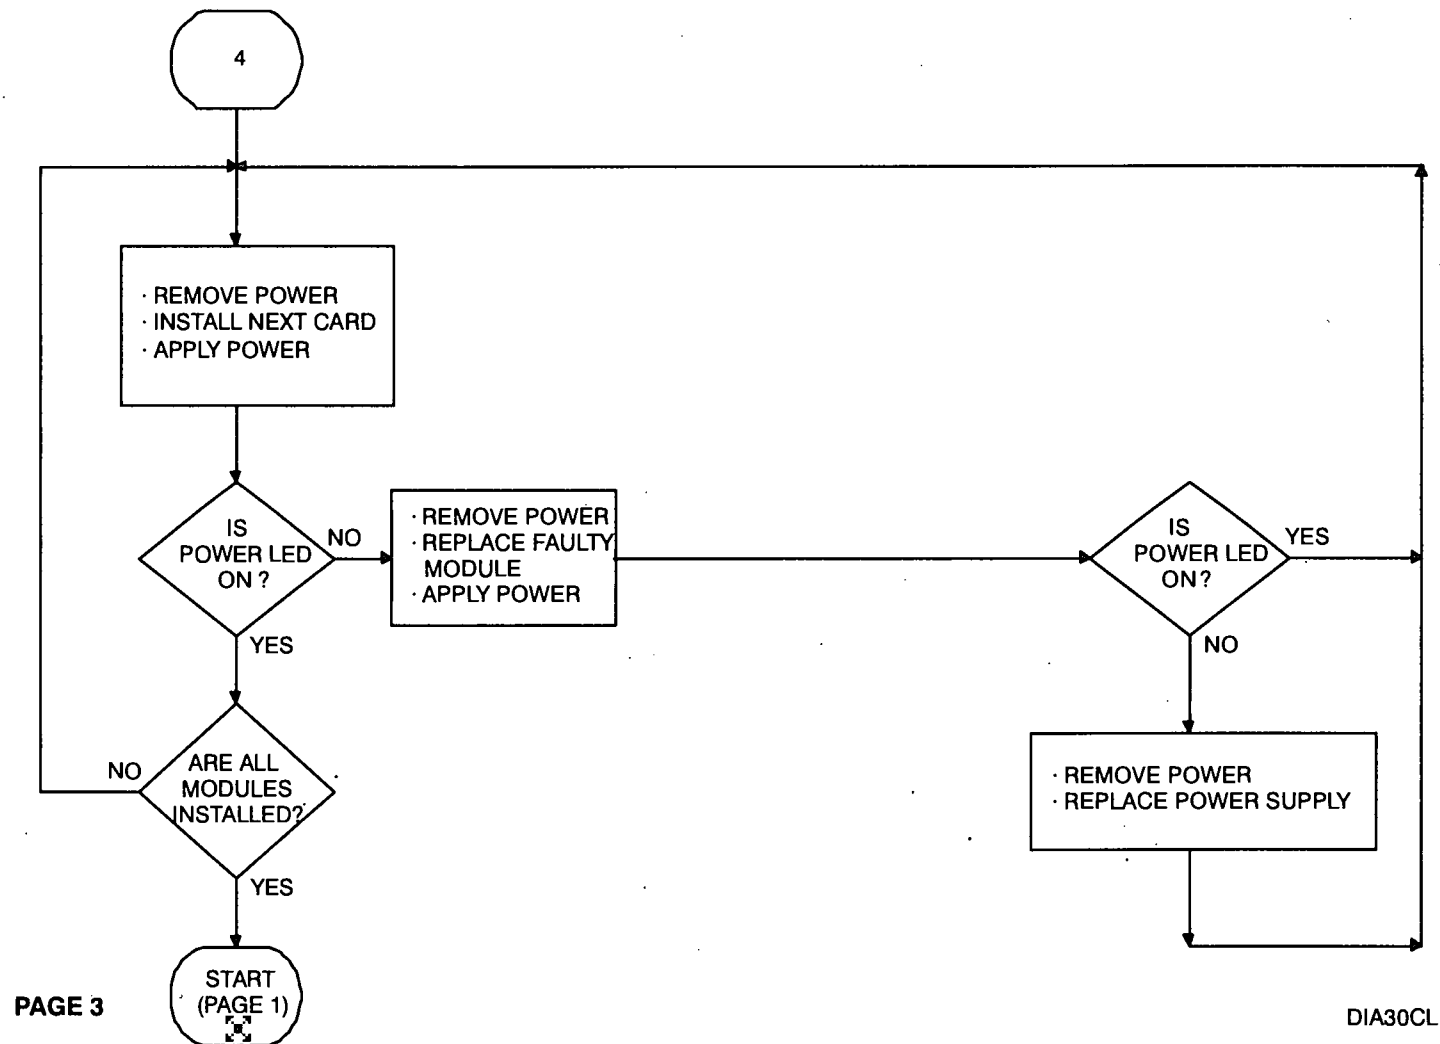 4
· REMOVE POWER
· INSTALL NEXT CARD
· APPLY POWER
IS
POWER LED
ON ?
NO
YES
· REMOVE POWER
· REPLACE FAULTY
MODULE
· APPLY POWER
IS
POWER LED
ON?
YES
NO
· REMOVE POWER
· REPLACE POWER SUPPLY
ARE ALL
MODULES
INSTALLED?
NO
YES
START
(PAGE 1)
PAGE 3
DIA30CL